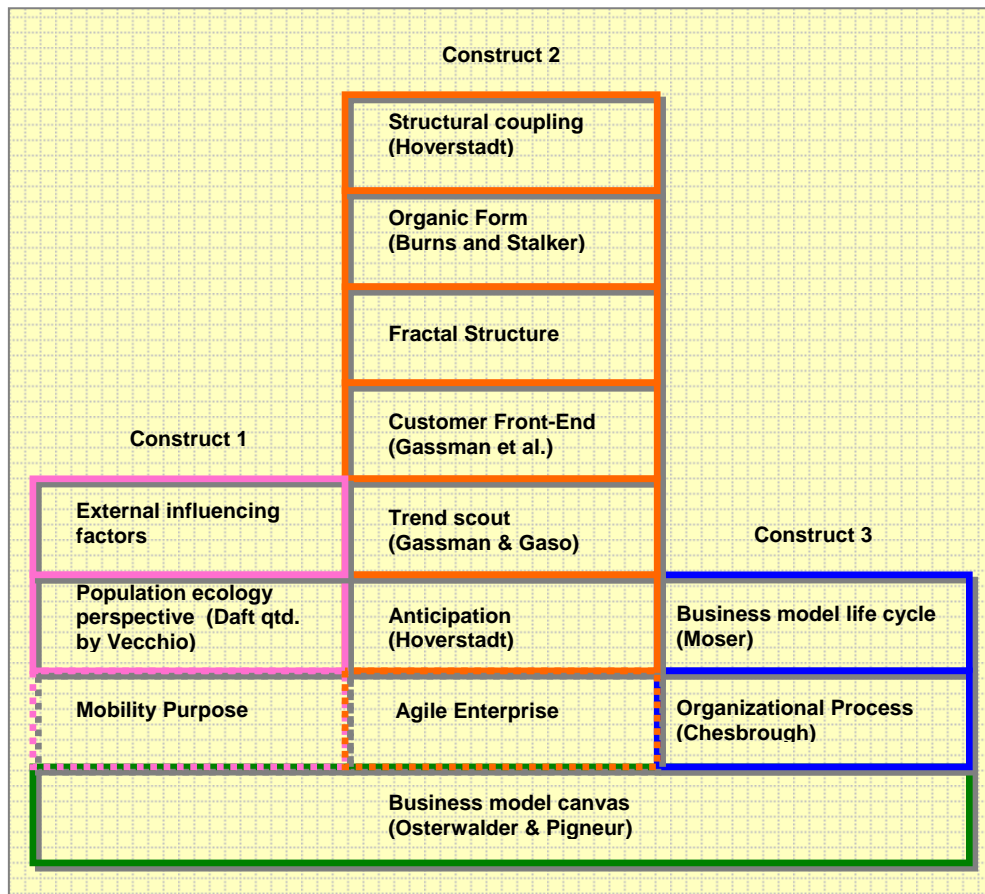 Construct 2
Structural coupling
(Hoverstadt)
Organic Form
(Burns and Stalker)
Fractal Structure
Customer Front-End
(Gassman et al.)
Construct 1
External influencing
factors
Trend scout
(Gassman & Gaso)
Construct 3
Population ecology
perspective (Daft qtd.
by Vecchio)
Anticipation
(Hoverstadt)
Business model life cycle
(Moser)
Mobility Purpose
Agile Enterprise
Organizational Process
(Chesbrough)
Business model canvas
(Osterwalder & Pigneur)